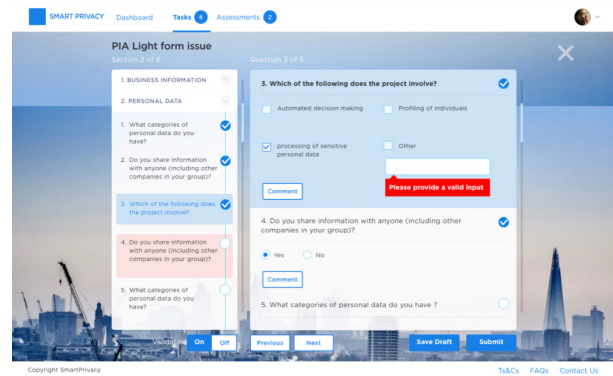 SMART PRIVACY
Dashboard
Tasks 8
Assessments 2
PIA Light form issue
Section 2 of 8
Question 3 of 5
1. BUSINESS INFORMATION
2. PERSONAL DATA
1. What categories of
personal data do you
have?
2. Do you share information
with anyone (including other
companies in your group)?
3. Which of the following does
the project involve?
4. Do you share information
with anyone (including other
companies in your group)?
5. What categories of
personal data do you
have?
3. Which of the following does the project involve?
Automated decision making
Profiling of individuals
processing of sensitive
personal data
Other
Please provide a valid input
Comment
4. Do you share information with anyone (including other
companies in your group)?
Yes
No
Comment
5. What categories of personal data do you have ?
Validating
On
Off
Previous
Next
Save Draft
Submit
Copyright SmartPrivacy
Ts&Cs
FAQs
Contact Us